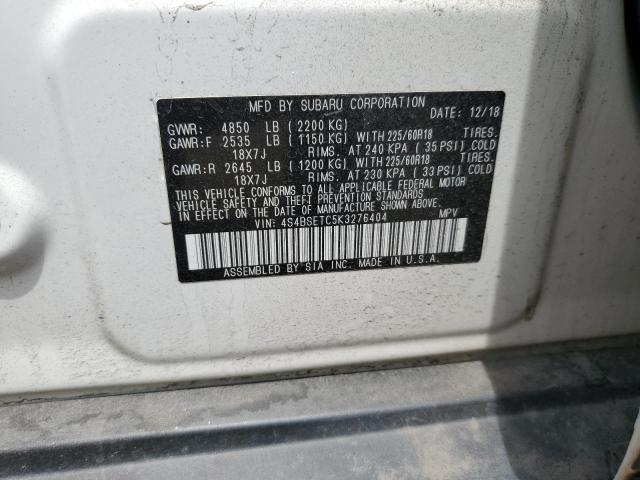 MFD BY SUBARU CORPORATION DATE: 12/18
GVWR: 4850 LB (2200 KG)
GAWR:F 2535 LB (1150 KG) WITH 225/60R18 TIRES.
18X7J RIMS. AT 240 KPA (35 PSI) COLD
GAWR:R 2645 LB (1200 KG) WITH 225/60R18 TIRES.
18X7J RIMS. AT 230 KPA (33 PSI) COLD
THIS VEHICLE CONFORMS TO ALL APPLICABLE FEDERAL MOTOR
VEHICLE SAFETY AND THEFT PREVENTION STANDARDS
IN EFFECT ON THE DATE OF MANUFACTURE SHOWN ABOVE.
VIN: 4S4BSETC5K3276404 MPV
ASSEMBLED BY SIA INC. MADE IN U.S.A.